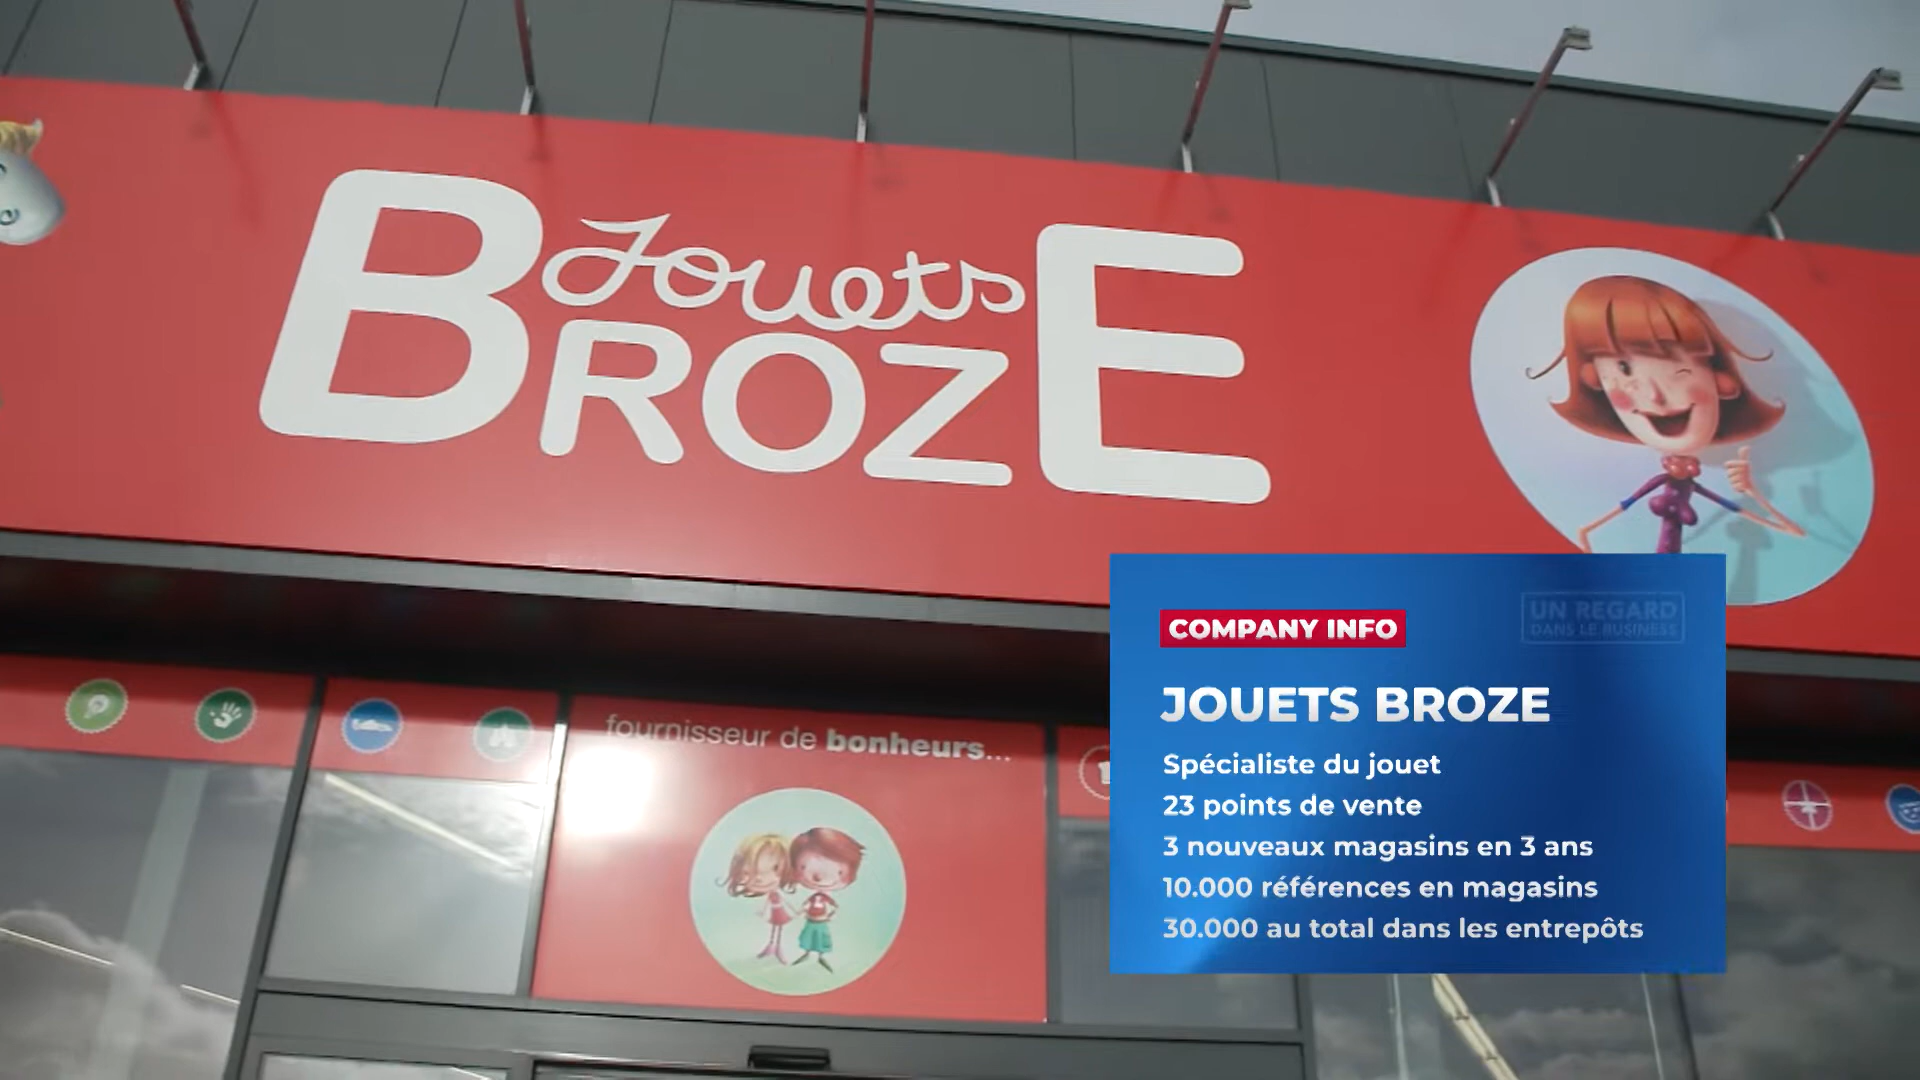 Jouets
BROZE
fournisseur de bonheurs...
UN REGARD
DANS LE BUSINESS
COMPANY INFO
JOUETS BROZE
Spécialiste du jouet
23 points de vente
3 nouveaux magasins en 3 ans
10.000 références en magasins
30.000 au total dans les entrepôts